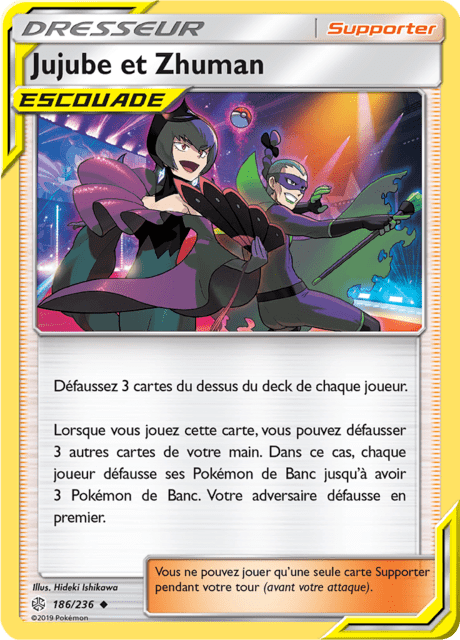 DRESSEUR
Supporter
Jujube et Zhuman
ESCOUADE
Défaussez 3 cartes du dessus du deck de chaque joueur.
Lorsque vous jouez cette carte, vous pouvez défausser
3 autres cartes de votre main. Dans ce cas, chaque
joueur défausse ses Pokémon de Banc jusqu'à avoir
3 Pokémon de Banc. Votre adversaire défausse en
premier.
Vous ne pouvez jouer qu'une seule carte Supporter
pendant votre tour (avant votre attaque).
Illus. Hideki Ishikawa
186/236
©2019 Pokémon